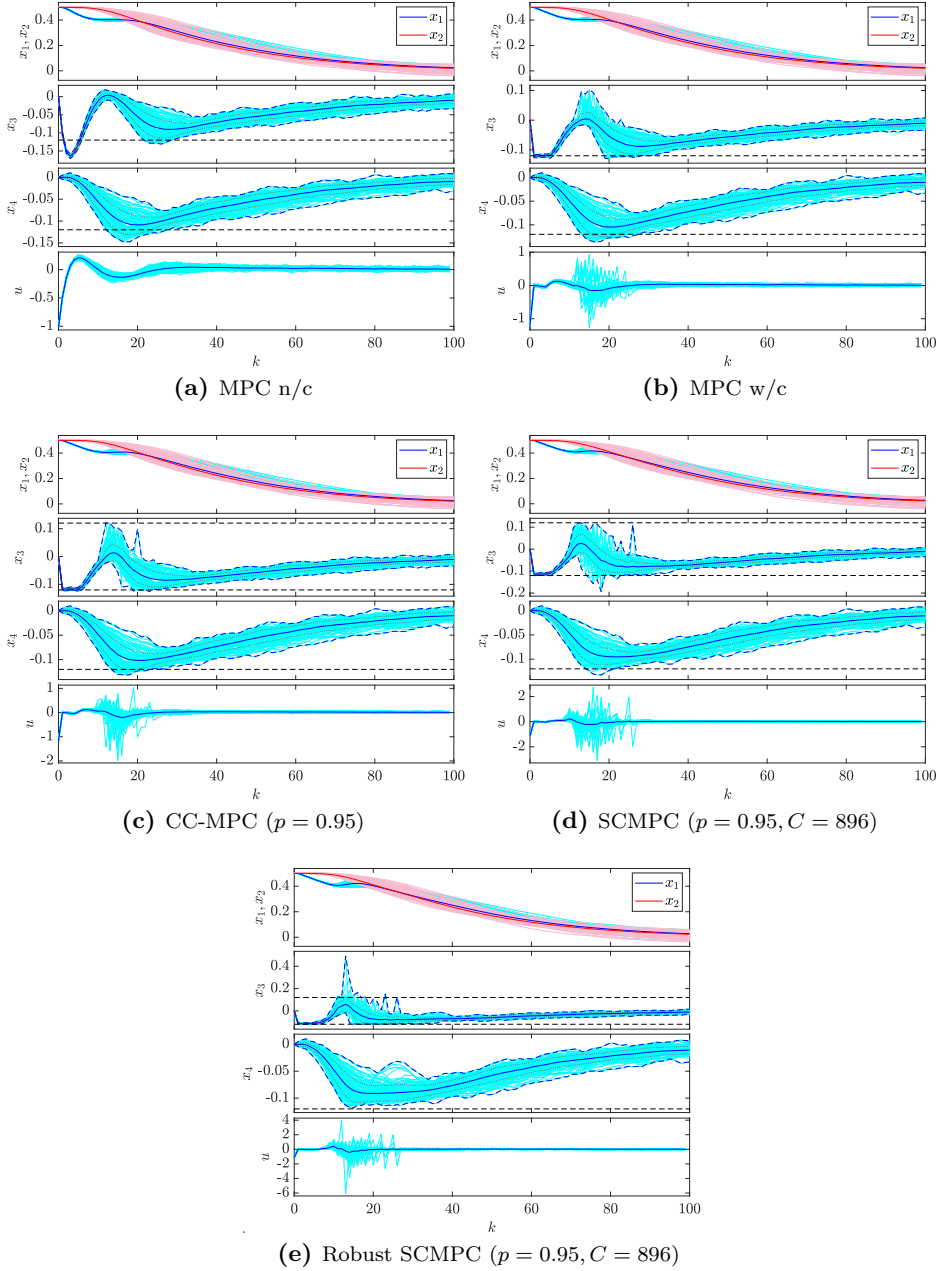 x1, x2
0.4
0.2
0
x1
x2
x3
0
-0.05
-0.1
-0.15
x4
0
-0.05
-0.1
-0.15
u
0
-0.5
-1
0 20 40 60 80 100
k
(a) MPC n/c
x1, x2
0.4
0.2
0
x1
x2
x3
0.1
0
-0.1
x4
0
-0.05
-0.1
-0.15
u
1
0
-1
0 20 40 60 80 100
k
(b) MPC w/c
x1, x2
0.4
0.2
0
x1
x2
x3
0.1
0
-0.1
x4
0
-0.05
-0.1
u
1
0
-1
-2
0 20 40 60 80 100
k
(c) CC-MPC (p = 0.95)
x1, x2
0.4
0.2
0
x1
x2
x3
0.1
0
-0.1
-0.2
x4
0
-0.05
-0.1
u
2
0
-2
0 20 40 60 80 100
k
(d) SCMPC (p = 0.95, C = 896)
x1, x2
0.4
0.2
0
x1
x2
x3
0.4
0.2
0
x4
0
-0.05
-0.1
u
4
2
0
-2
-4
-6
0 20 40 60 80 100
k
(e) Robust SCMPC (p = 0.95, C = 896)